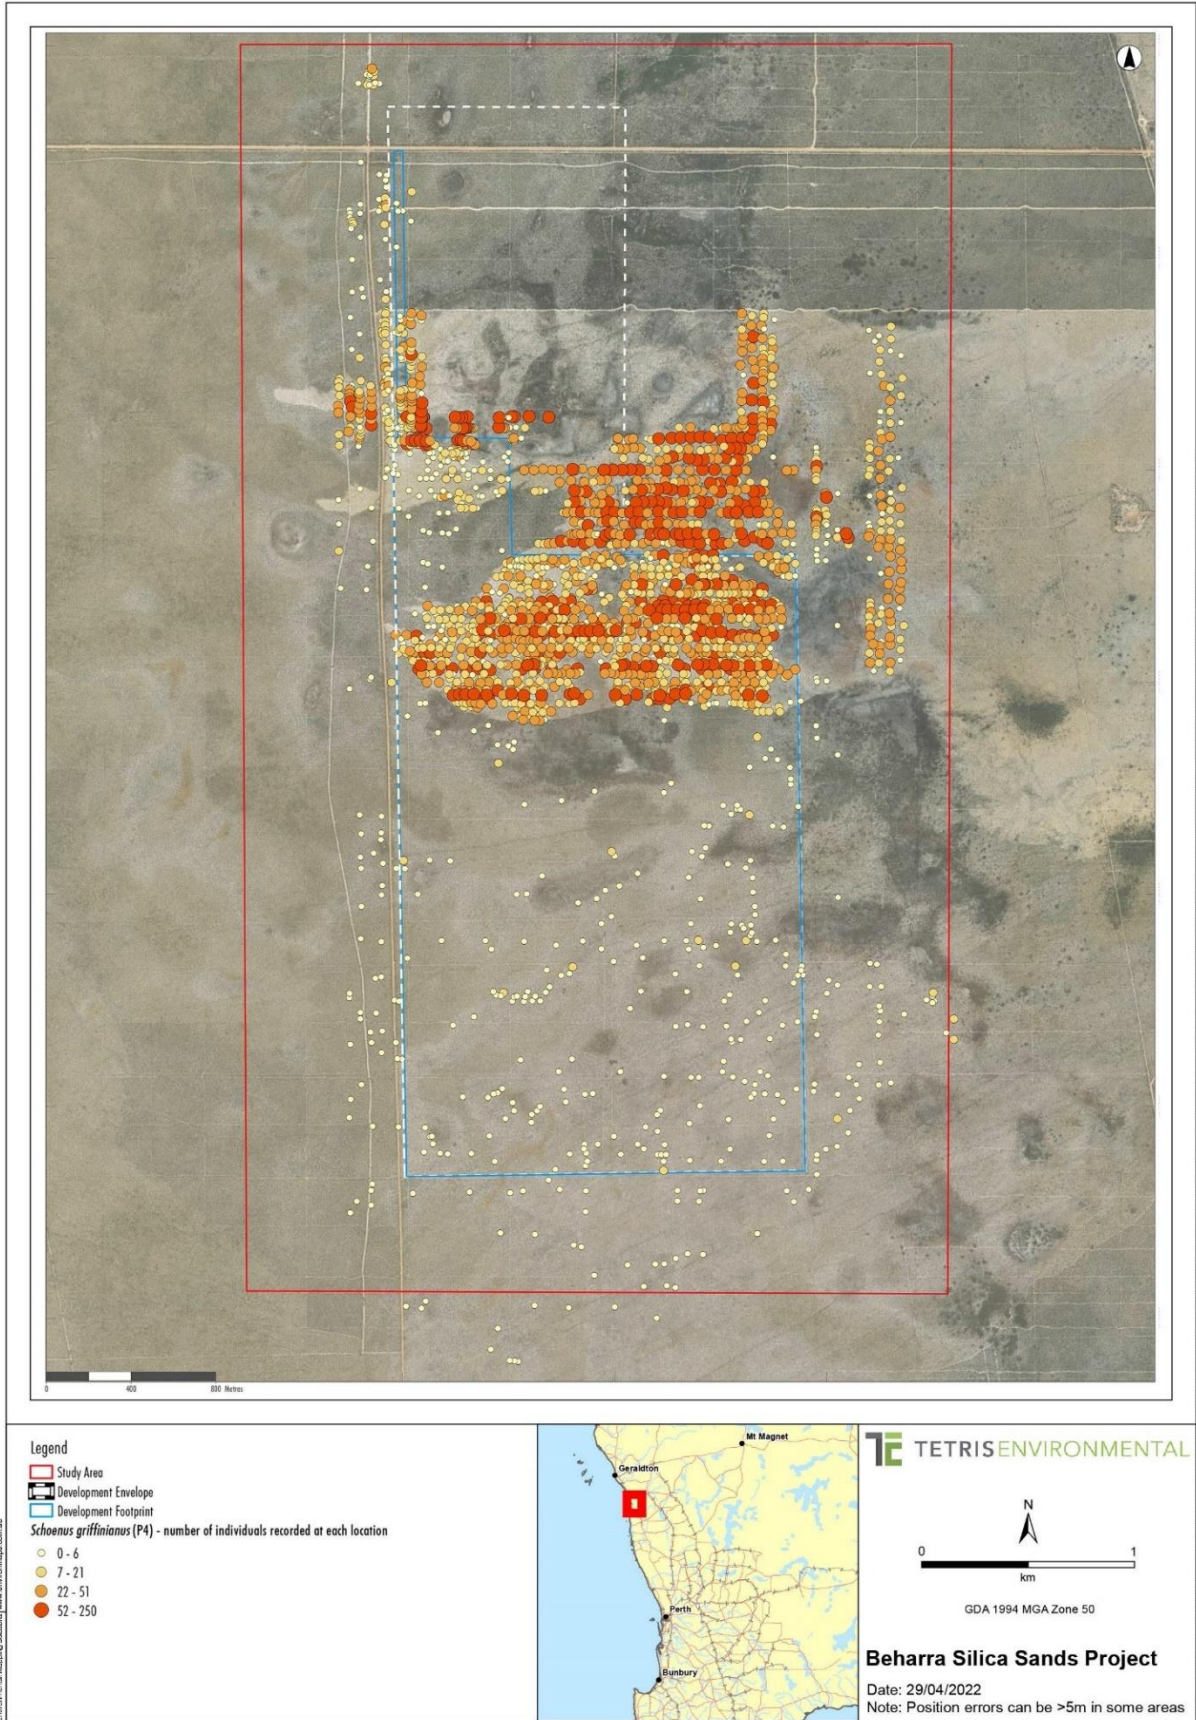 0 400 800 Metres
Legend
Study Area
Development Envelope
Development Footprint
Schoenus griffinianus (P4) - number of individuals recorded at each location
0 - 6
7 - 21
22 - 51
52 - 250
Mt Magnet
Geraldton
Perth
Bunbury
TETRIS ENVIRONMENTAL
N
0 1
km
GDA 1994 MGA Zone 50
Beharra Silica Sands Project
Date: 29/04/2022
Note: Position errors can be >5m in some areas